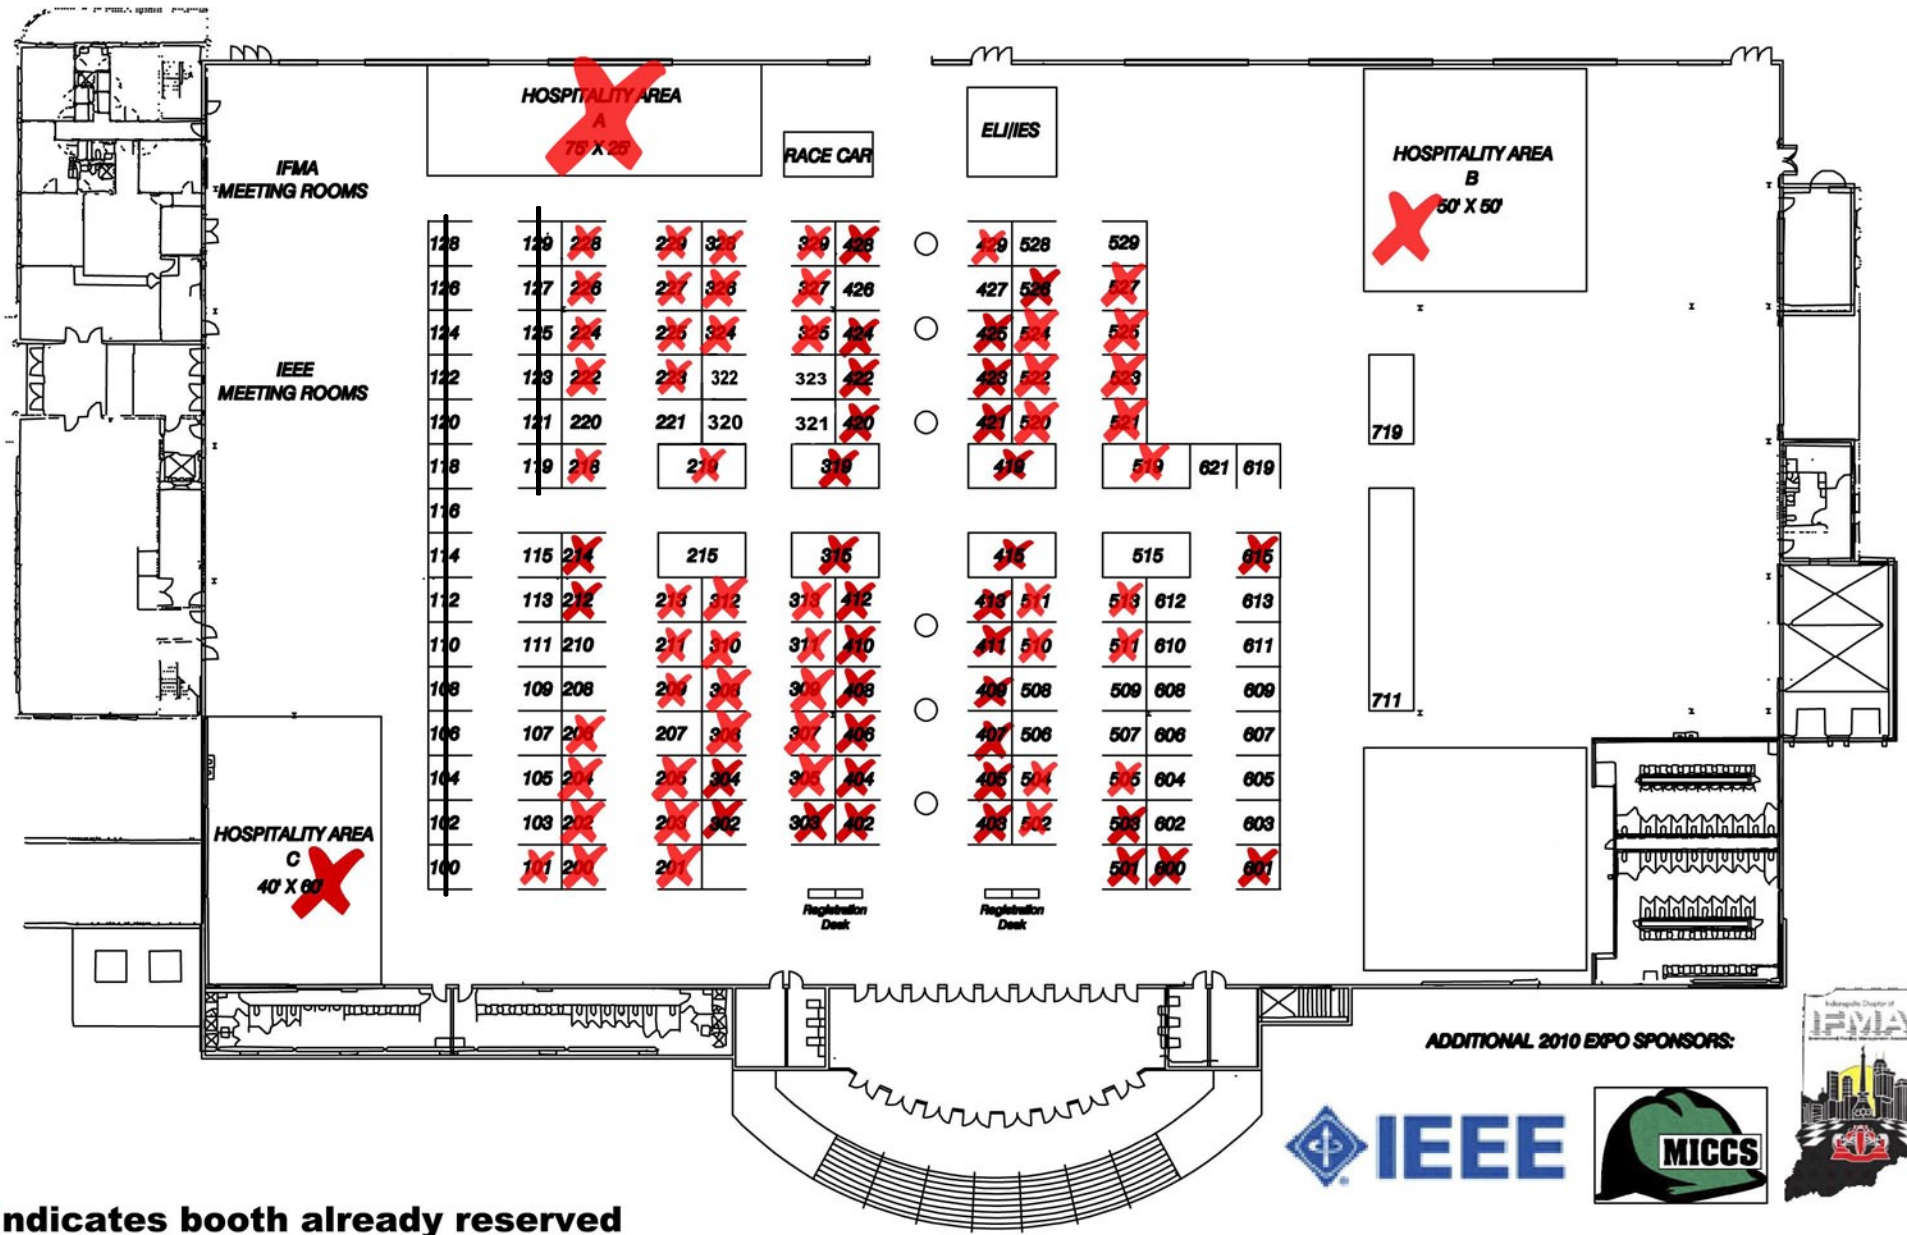 HOSPITALITY AREA
A
75' X 25'
RACE CAR
ELI/IES
HOSPITALITY AREA
B
50' X 50'
IFMA
MEETING ROOMS
128 129 228 229 328 329 428 429 528 529
126 127 226 227 326 327 426 427 526 527
124 125 224 225 324 325 424 425 524 525
IEEE
MEETING ROOMS
122 123 222 223 322 323 422 423 522 523
120 121 220 221 320 321 420 421 520 521
719
118 119 218 219 319 419 519 621 619
116
114 115 214 215 315 415 515 615
112 113 212 213 312 313 412 413 511 513 612 613
110 111 210 211 310 311 410 411 510 511 610 611
108 109 208 209 308 309 408 409 508 509 608 609
711
106 107 206 207 306 307 406 407 506 507 606 607
104 105 204 205 304 305 404 405 504 505 604 605
102 103 202 203 302 303 402 403 502 503 602 603
HOSPITALITY AREA
C
40' X 60'
100 101 200 201 501 600 601
Registration
Desk
Registration
Desk
ADDITIONAL 2010 EXPO SPONSORS:
Indianapolis Chapter of
IFMA
IEEE
MICCS
ndicates booth already reserved